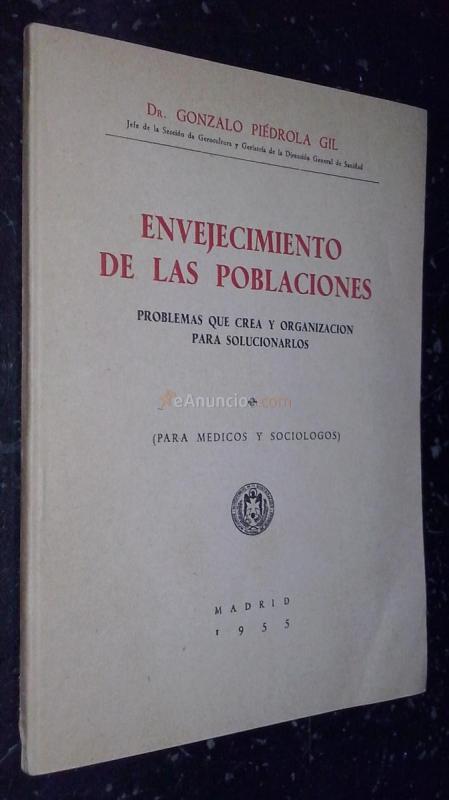 DR. GONZALO PIÉDROLA GIL
Jefe de la Sección de Gerocultura y Geriatría de la Dirección General de Sanidad
ENVEJECIMIENTO
DE LAS POBLACIONES
PROBLEMAS QUE CREA Y ORGANIZACION
PARA SOLUCIONARLOS
eAnuncios.com
(PARA MEDICOS Y SOCIOLOGOS)
MADRID
1955